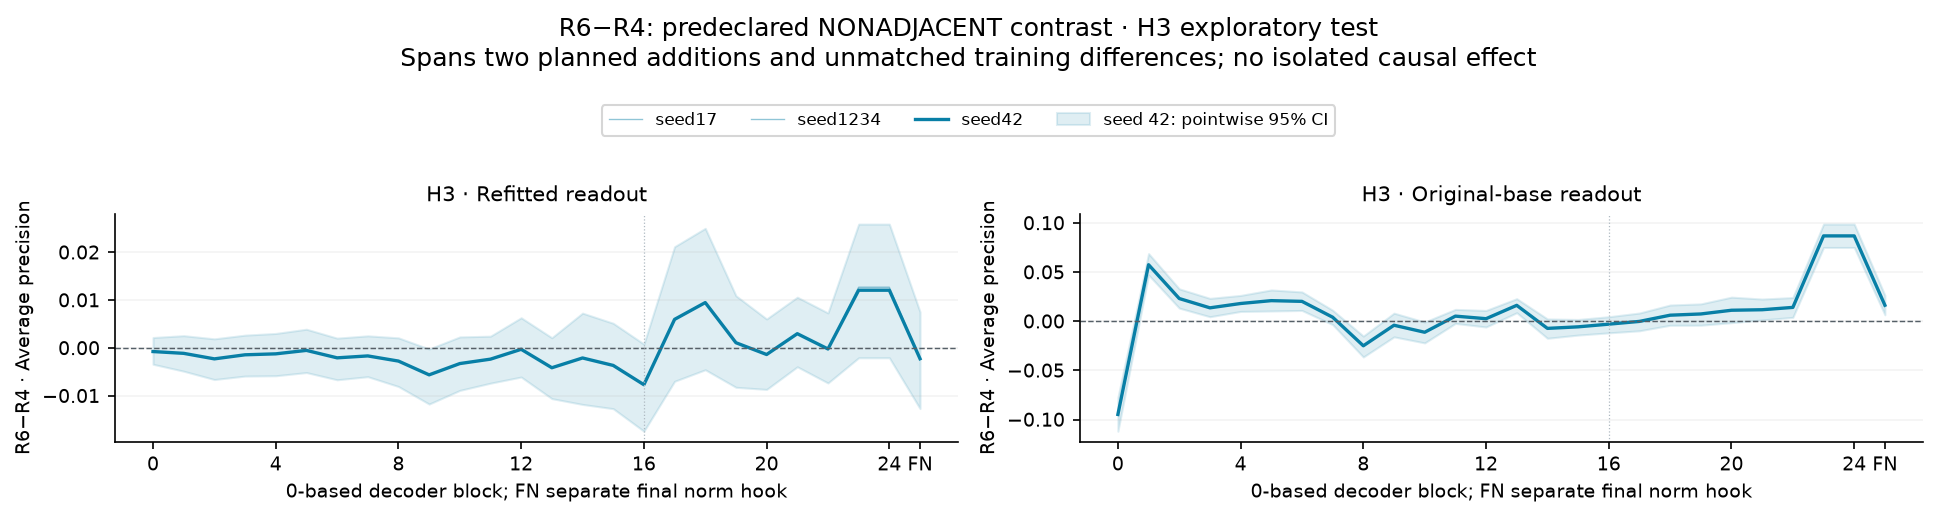 R6−R4: predeclared NONADJACENT contrast · H3 exploratory test
Spans two planned additions and unmatched training differences; no isolated causal effect
seed17 seed1234 seed42 seed 42: pointwise 95% CI
H3 · Refitted readout
R6−R4 · Average precision
0.02
0.01
0.00
−0.01
0 4 8 12 16 20 24 FN
0-based decoder block; FN separate final norm hook
H3 · Original-base readout
R6−R4 · Average precision
0.10
0.05
0.00
−0.05
−0.10
0 4 8 12 16 20 24 FN
0-based decoder block; FN separate final norm hook